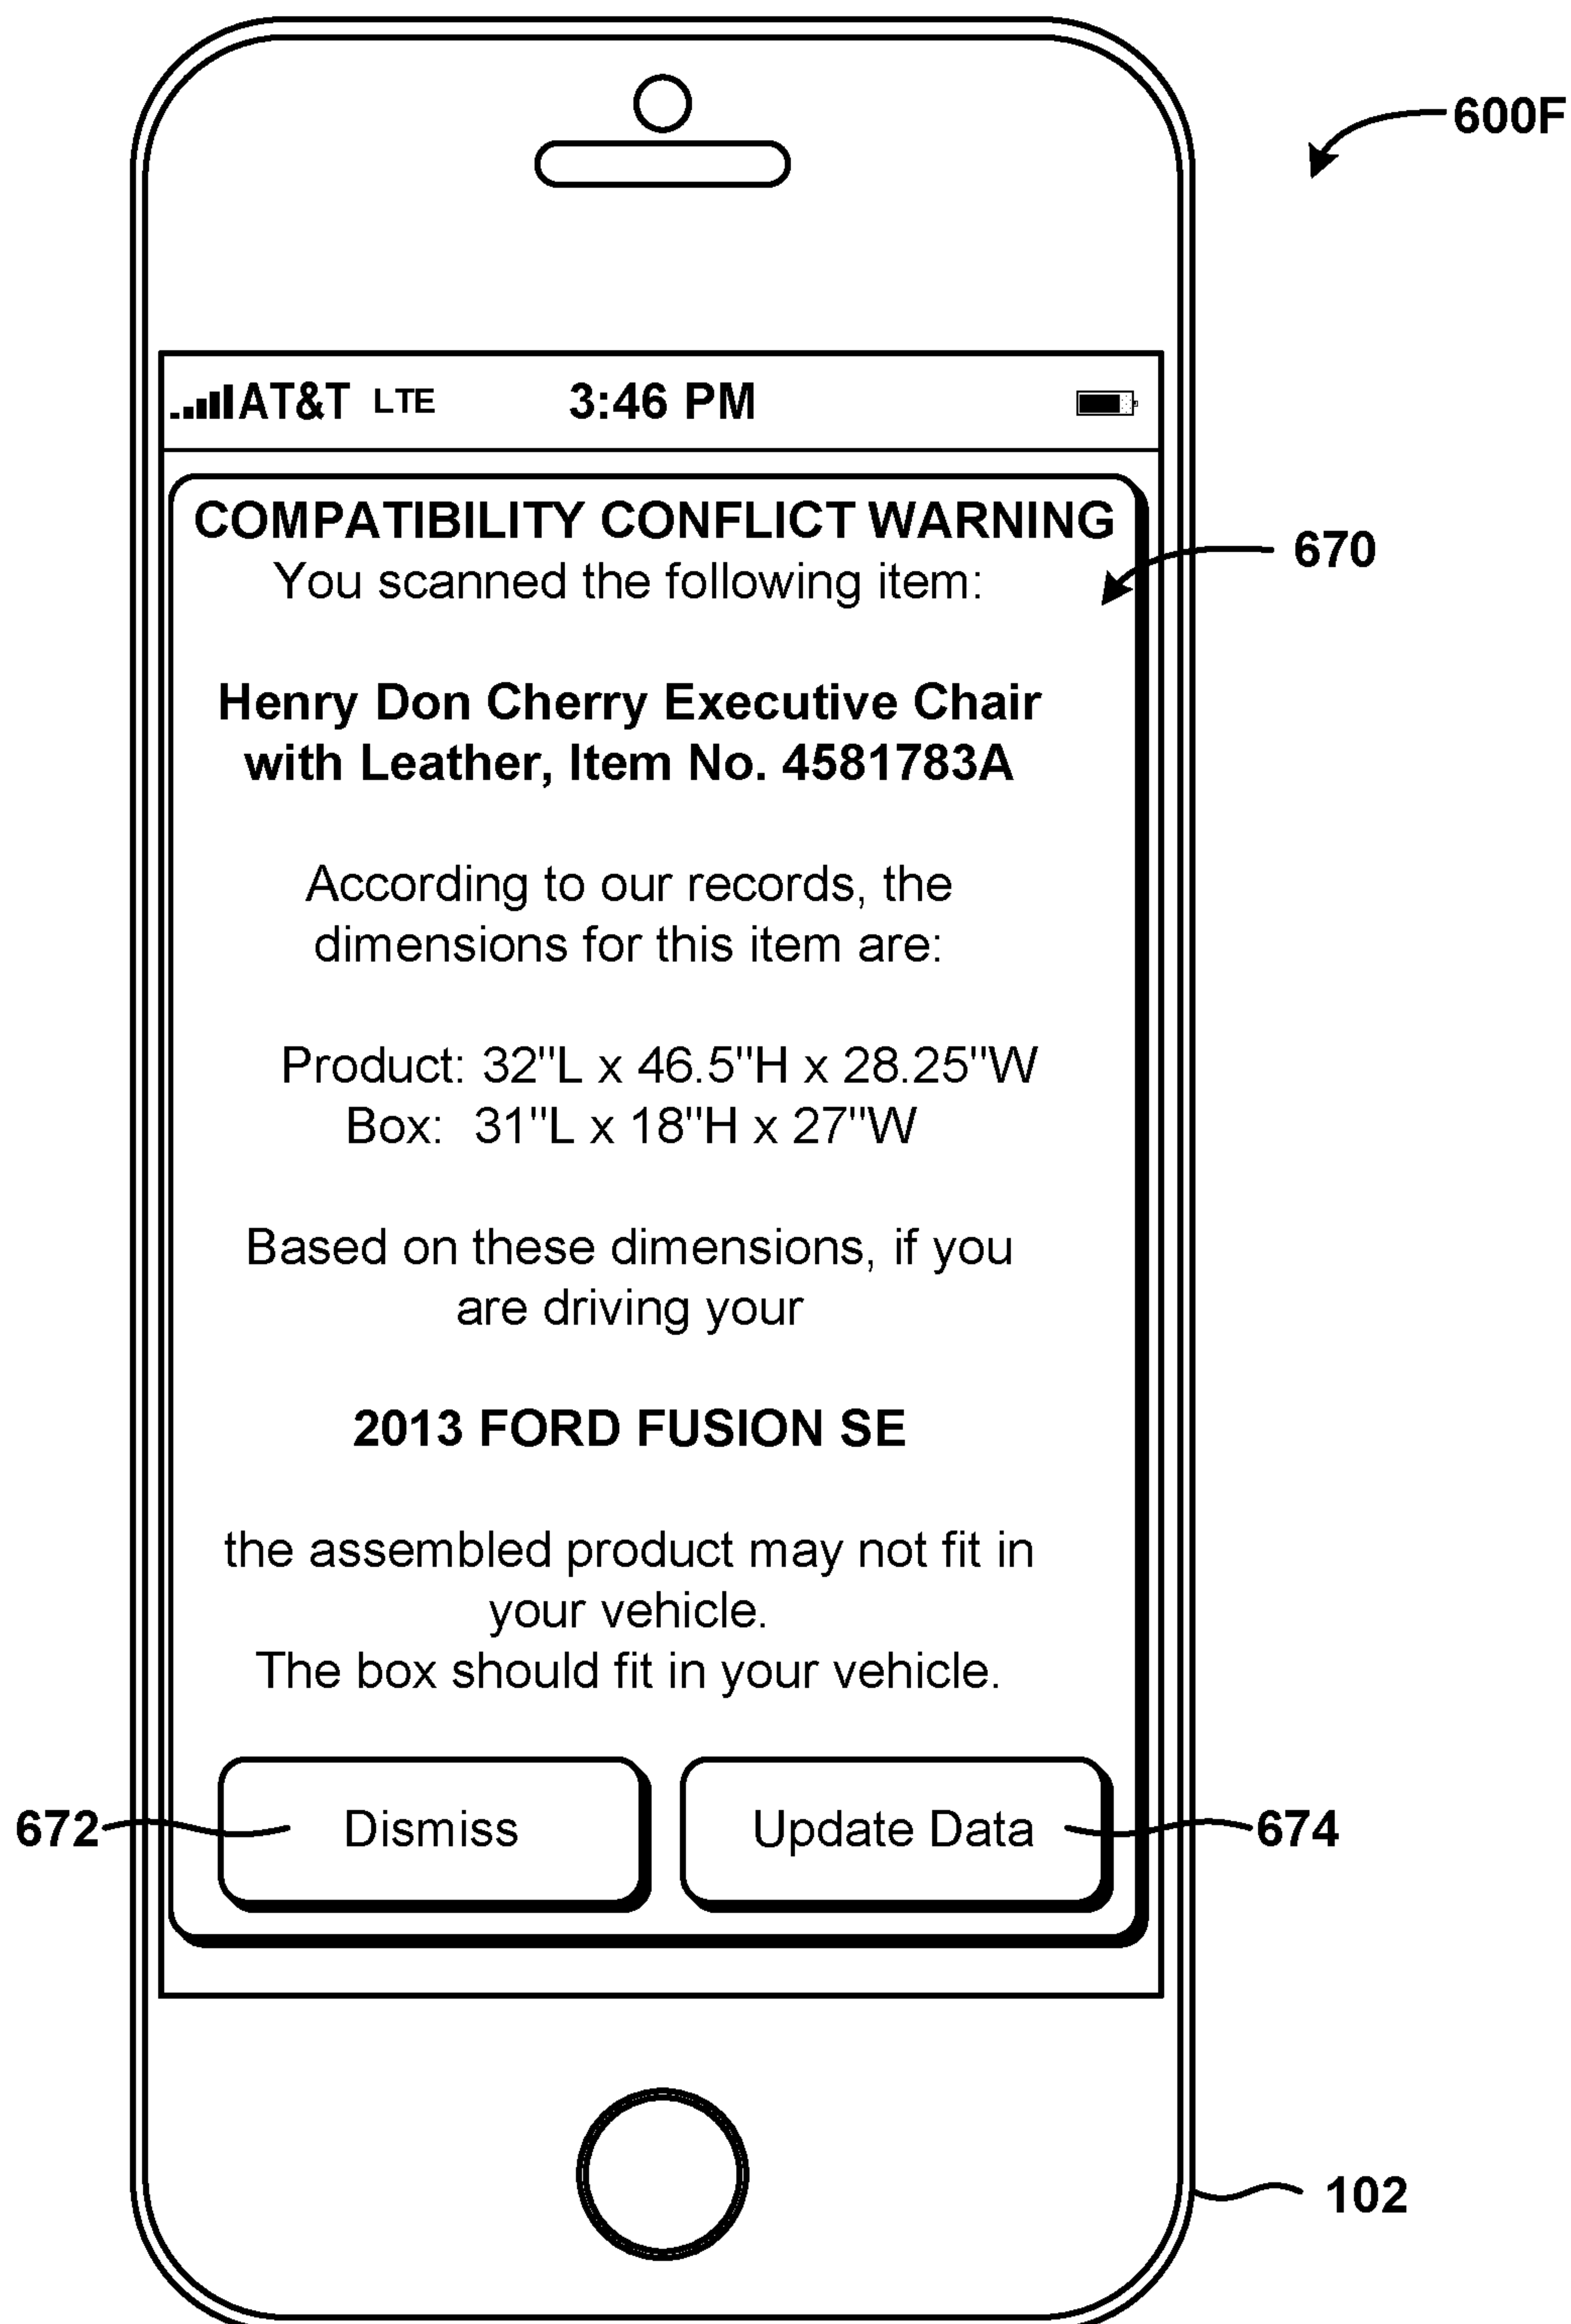 600F
AT&T LTE 3:46 PM
COMPATIBILITY CONFLICT WARNING
670
You scanned the following item:
Henry Don Cherry Executive Chair
with Leather, Item No. 4581783A
According to our records, the
dimensions for this item are:
Product: 32"L x 46.5"H x 28.25"W
Box: 31"L x 18"H x 27"W
Based on these dimensions, if you
are driving your
2013 FORD FUSION SE
the assembled product may not fit in
your vehicle.
The box should fit in your vehicle.
672 Dismiss Update Data 674
102